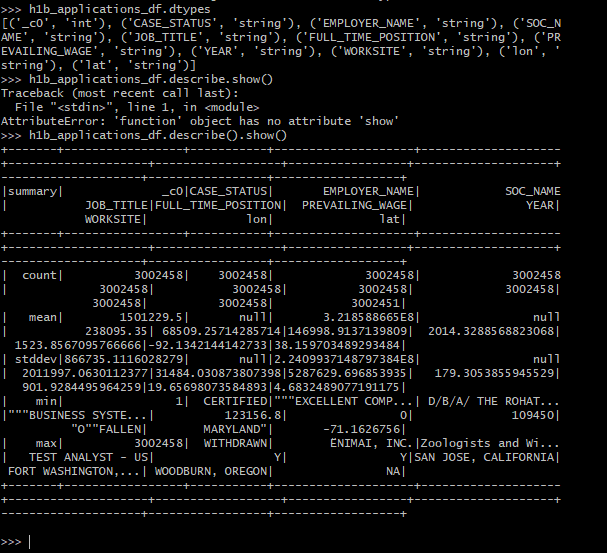 >>> h1b_applications_df.dtypes
[('_c0', 'int'), ('CASE_STATUS', 'string'), ('EMPLOYER_NAME', 'string'), ('SOC_N
AME', 'string'), ('JOB_TITLE', 'string'), ('FULL_TIME_POSITION', 'string'), ('PR
EVAILING_WAGE', 'string'), ('YEAR', 'string'), ('WORKSITE', 'string'), ('lon', '
string'), ('lat', 'string')]
>>> h1b_applications_df.describe.show()
Traceback (most recent call last):
  File "<stdin>", line 1, in <module>
AttributeError: 'function' object has no attribute 'show'
>>> h1b_applications_df.describe().show()
+-------+------------------+-----------+--------------------+-------------------
+--------------------+------------------+------------------+--------------------
+------------------+------------------+------------------+
|summary|               _c0|CASE_STATUS|       EMPLOYER_NAME|           SOC_NAME
|           JOB_TITLE|FULL_TIME_POSITION|   PREVAILING_WAGE|                YEAR|
          WORKSITE|               lon|               lat|
+-------+------------------+-----------+--------------------+-------------------
+--------------------+------------------+------------------+--------------------
+------------------+------------------+------------------+
|  count|           3002458|    3002458|             3002458|            3002458
|             3002458|           3002458|           3002458|             3002458|
           3002458|           3002458|           3002451|
|   mean|         1501229.5|       null|       3.218588665E8|               null
|           238095.35| 68509.25714285714|146998.9137139809|  2014.3288568823068|
 1523.8567095766666|-92.1342144142733|38.159703489293484|
| stddev|866735.1116028279|       null|2.2409937148797384E8|               null
|  2011997.0630112377|31484.030873807398|5287629.696853935|   179.3053855945529|
 901.9284495964259|19.65698073584893|4.6832489077191175|
|    min|                 1|  CERTIFIED|"""EXCELLENT COMP...| D/B/A/ THE ROHAT...
|"""BUSINESS SYSTE...|          123156.8|                 0|              109450|
          "O""FALLEN|         MARYLAND"|       -71.1626756|
|    max|           3002458|  WITHDRAWN|        ENIMAI, INC.|Zoologists and Wi...
|   TEST ANALYST - US|                 Y|                 Y|SAN JOSE, CALIFORNIA|
FORT WASHINGTON,...| WOODBURN, OREGON|                NA|
+-------+------------------+-----------+--------------------+-------------------
+--------------------+------------------+------------------+--------------------
+------------------+------------------+------------------+
>>>